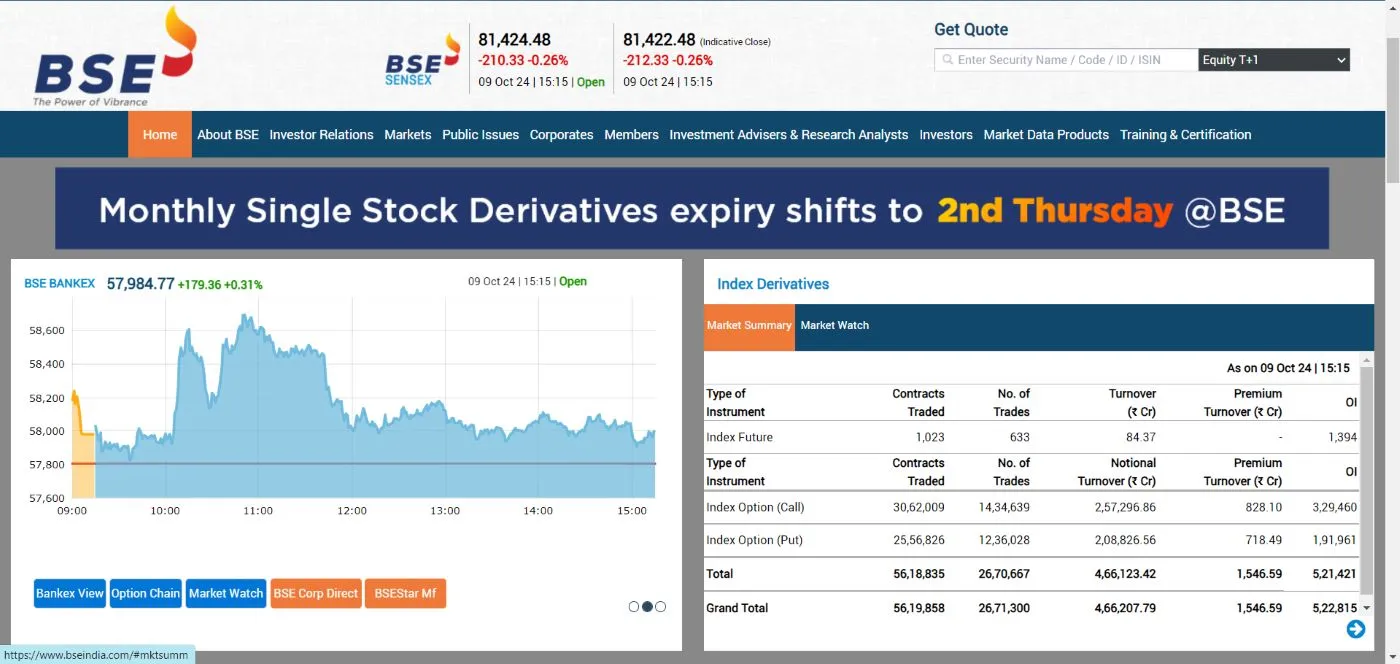 BSE
The Power of Vibrance
BSE
SENSEX
81,424.48
-210.33 -0.26%
09 Oct 24 | 15:15 | Open
81,422.48 (Indicative Close)
-212.33 -0.26%
09 Oct 24 | 15:15
Get Quote
Enter Security Name / Code / ID / ISIN
Equity T+1
Home About BSE Investor Relations Markets Public Issues Corporates Members Investment Advisers & Research Analysts Investors Market Data Products Training & Certification
Monthly Single Stock Derivatives expiry shifts to 2nd Thursday @BSE
BSE BANKEX 57,984.77 +179.36 +0.31% 09 Oct 24 | 15:15 | Open
58,600
58,400
58,200
58,000
57,800
57,600
09:00 10:00 11:00 12:00 13:00 14:00 15:00
Bankex View Option Chain Market Watch BSE Corp Direct BSEStar Mf
Index Derivatives
Market Summary Market Watch
As on 09 Oct 24 | 15:15
Type of Contracts No. of Turnover Premium OI
Instrument Traded Trades (₹ Cr) Turnover (₹ Cr)
Index Future 1,023 633 84.37 - 1,394
Type of Contracts No. of Notional Premium OI
Instrument Traded Trades Turnover (₹ Cr) Turnover (₹ Cr)
Index Option (Call) 30,62,009 14,34,639 2,57,296.86 828.10 3,29,460
Index Option (Put) 25,56,826 12,36,028 2,08,826.56 718.49 1,91,961
Total 56,18,835 26,70,667 4,66,123.42 1,546.59 5,21,421
Grand Total 56,19,858 26,71,300 4,66,207.79 1,546.59 5,22,815
https://www.bseindia.com/#mktsumm